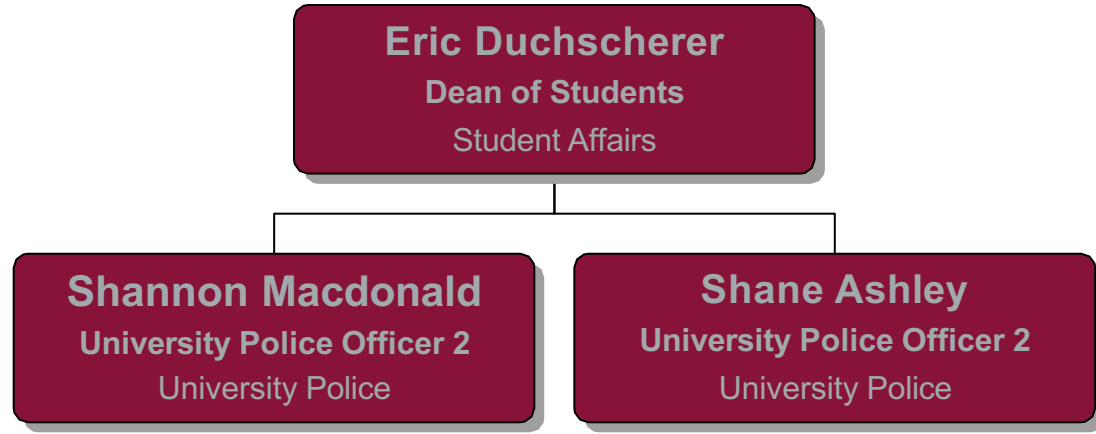 Eric Duchscherer
Dean of Students
Student Affairs
Shannon Macdonald
University Police Officer 2
University Police
Shane Ashley
University Police Officer 2
University Police